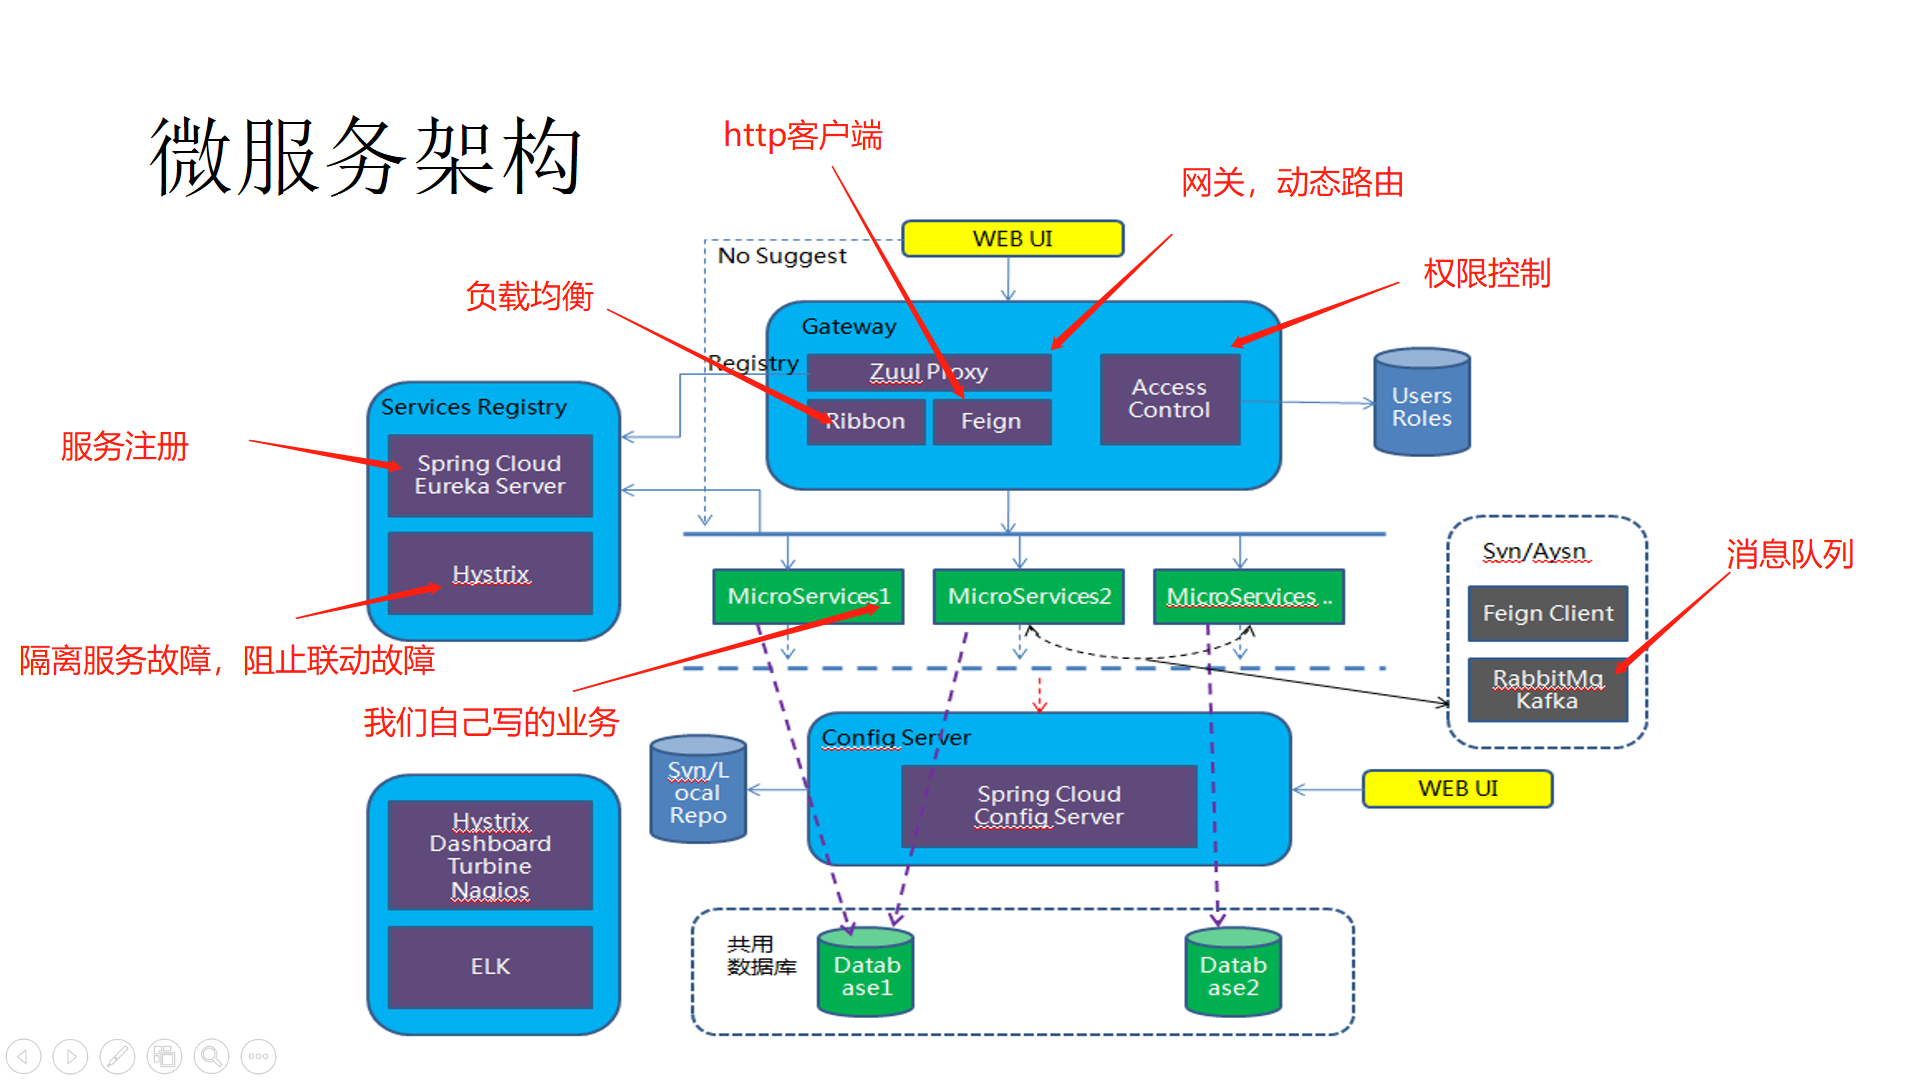 微服务架构
http客户端
网关，动态路由
WEB UI
No Suggest
权限控制
负载均衡
Gateway
Registry
Zuul Proxy
Ribbon
Feign
Access
Control
Users
Roles
Services Registry
服务注册
Spring Cloud
Eureka Server
Hystrix
隔离服务故障，阻止联动故障
MicroServices1
MicroServices2
MicroServices ..
Syn/Aysn
消息队列
Feign Client
RabbitMq
Kafka
我们自己写的业务
Config Server
Svn/L
ocal
Repo
Spring Cloud
Config Server
WEB UI
Hystrix
Dashboard
Turbine
Nagios
ELK
共用
数据库
Datab
ase1
Datab
ase2